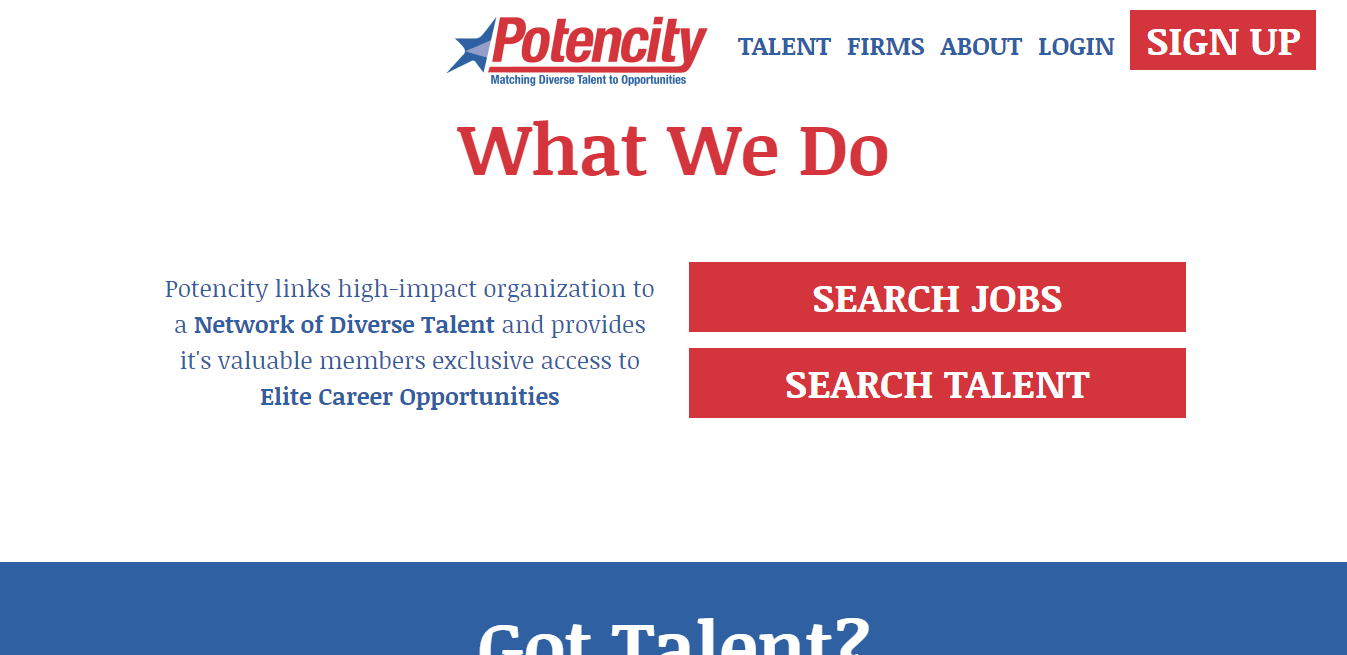 Potencity
Matching Diverse Talent to Opportunities
TALENT FIRMS ABOUT LOGIN SIGN UP
What We Do
Potencity links high-impact organization to
a Network of Diverse Talent and provides
it's valuable members exclusive access to
Elite Career Opportunities
SEARCH JOBS
SEARCH TALENT
Got Talent?